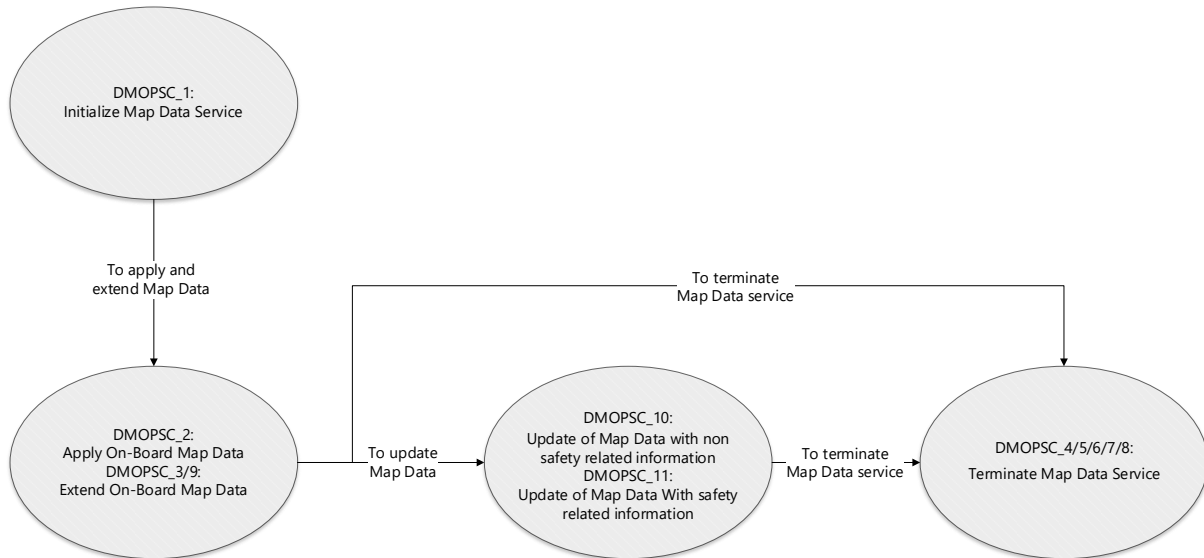 DMOPSC_1:
Initialize Map Data Service
To apply and
extend Map Data
To terminate
Map Data service
DMOPSC_2:
Apply On-Board Map Data
DMOPSC_3/9:
Extend On-Board Map Data
To update
Map Data
DMOPSC_10:
Update of Map Data with non
safety related information
DMOPSC_11:
Update of Map Data With safety
related information
To terminate
Map Data service
DMOPSC_4/5/6/7/8:
Terminate Map Data Service